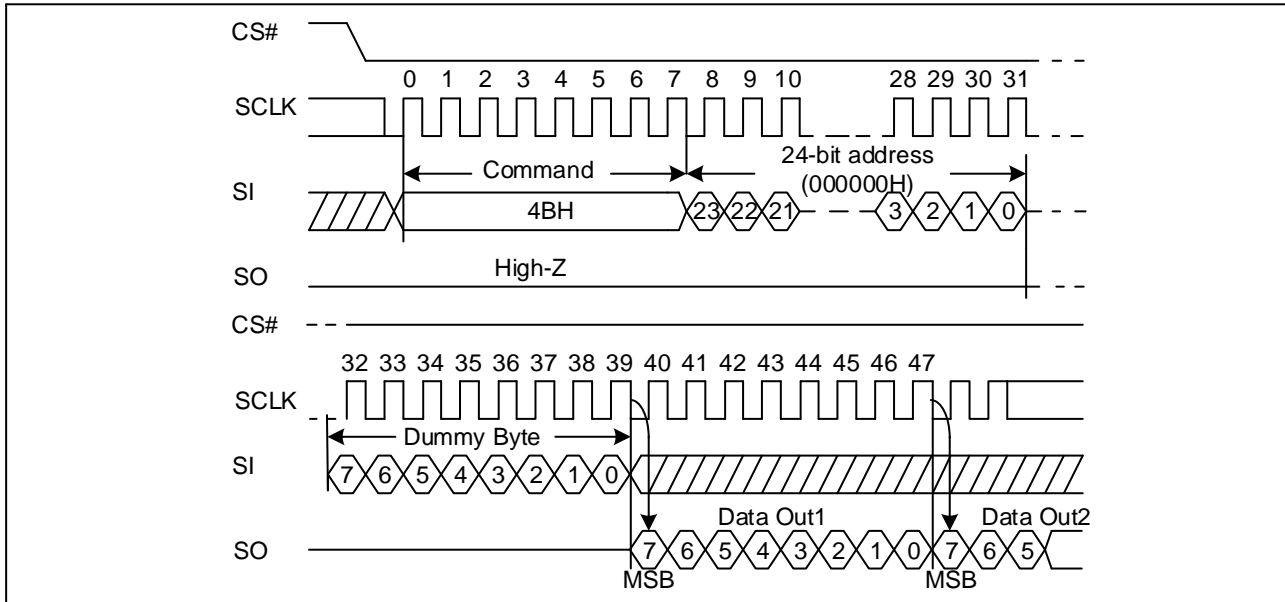 CS#
0 1 2 3 4 5 6 7 8 9 10 28 29 30 31
SCLK
Command
24-bit address
(000000H)
SI
4BH
23 22 21 3 2 1 0
High-Z
SO
CS#
32 33 34 35 36 37 38 39 40 41 42 43 44 45 46 47
SCLK
Dummy Byte
SI
7 6 5 4 3 2 1 0
Data Out1 Data Out2
SO
7 6 5 4 3 2 1 0 7 6 5
MSB MSB